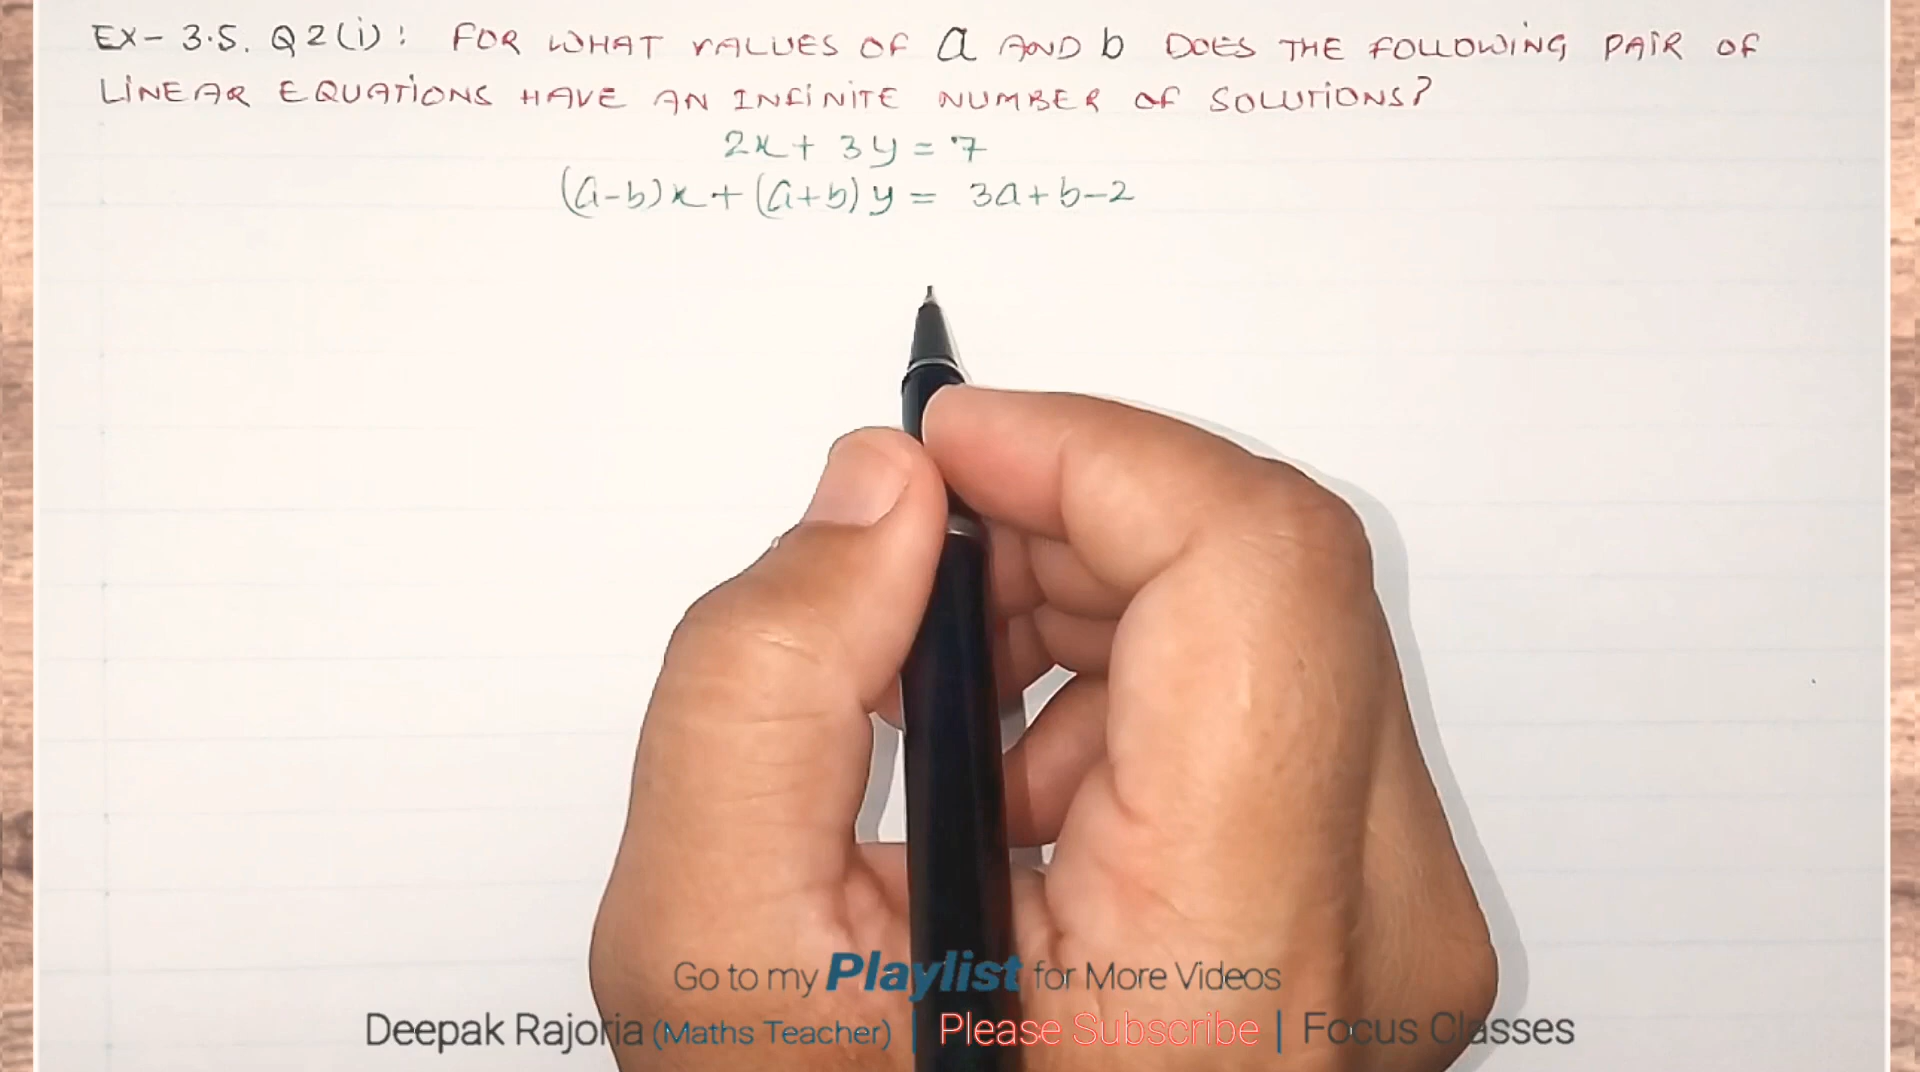 EX- 3.5. Q2(i): FOR WHAT VALUES OF a AND b DOES THE FOLLOWING PAIR OF
LINEAR EQUATIONS HAVE AN INFINITE NUMBER OF SOLUTIONS?
2x + 3y = 7
(a-b)x + (a+b)y = 3a+b-2
Go to my Playlist for More Videos
Deepak Rajoria (Maths Teacher) | Please Subscribe | Focus Classes